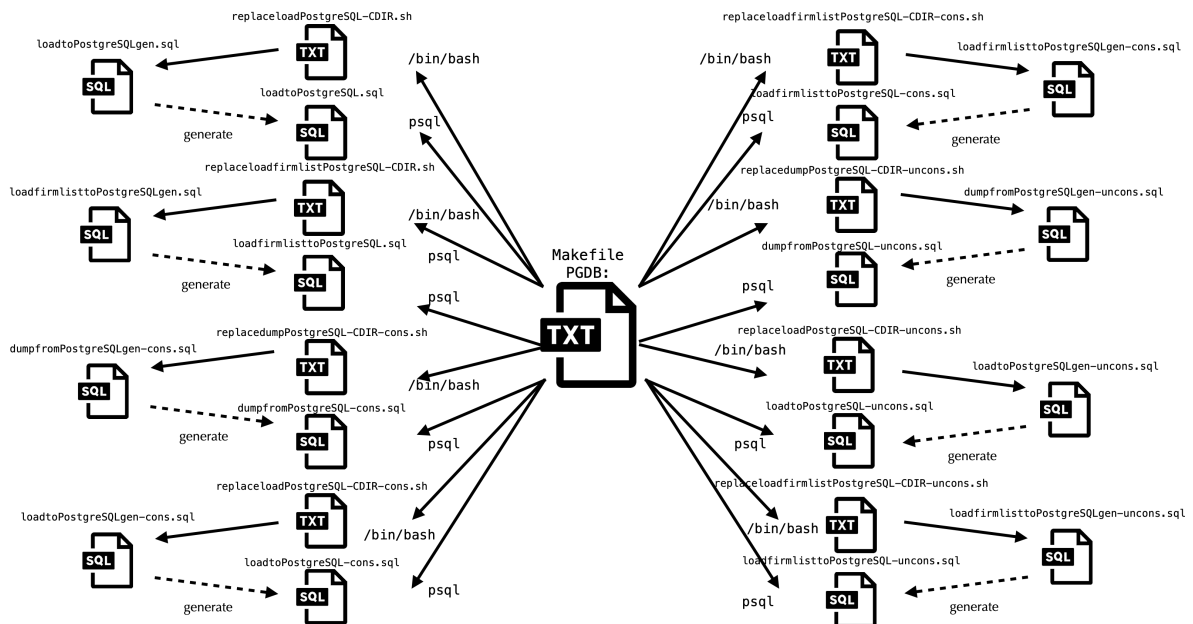 replaceloadPostgreSQL-CDIR.sh
loadtoPostgreSQLgen.sql
TXT
/bin/bash
SQL
loadtoPostgreSQL.sql
generate
SQL
psql
replaceloadfirmlistPostgreSQL-CDIR.sh
loadfirmlisttoPostgreSQLgen.sql
TXT
/bin/bash
SQL
loadfirmlisttoPostgreSQL.sql
psql
generate
SQL
psql
replacedumpPostgreSQL-CDIR-cons.sh
dumpfromPostgreSQLgen-cons.sql
TXT
/bin/bash
SQL
dumpfromPostgreSQL-cons.sql
generate
SQL
psql
replaceloadPostgreSQL-CDIR-cons.sh
loadtoPostgreSQLgen-cons.sql
TXT
/bin/bash
SQL
loadtoPostgreSQL-cons.sql
generate
SQL
psql
Makefile
PGDB:
TXT
replaceloadfirmlistPostgreSQL-CDIR-cons.sh
loadfirmlisttoPostgreSQLgen-cons.sql
/bin/bash
TXT
SQL
loadfirmlisttoPostgreSQL-cons.sql
psql
SQL
generate
replacedumpPostgreSQL-CDIR-uncons.sh
dumpfromPostgreSQLgen-uncons.sql
/bin/bash
TXT
SQL
dumpfromPostgreSQL-uncons.sql
psql
SQL
generate
replaceloadPostgreSQL-CDIR-uncons.sh
/bin/bash
TXT
loadtoPostgreSQLgen-uncons.sql
SQL
loadtoPostgreSQL-uncons.sql
psql
SQL
generate
replaceloadfirmlistPostgreSQL-CDIR-uncons.sh
loadfirmlisttoPostgreSQLgen-uncons.sql
/bin/bash
TXT
SQL
loadfirmlisttoPostgreSQL-uncons.sql
psql
SQL
generate